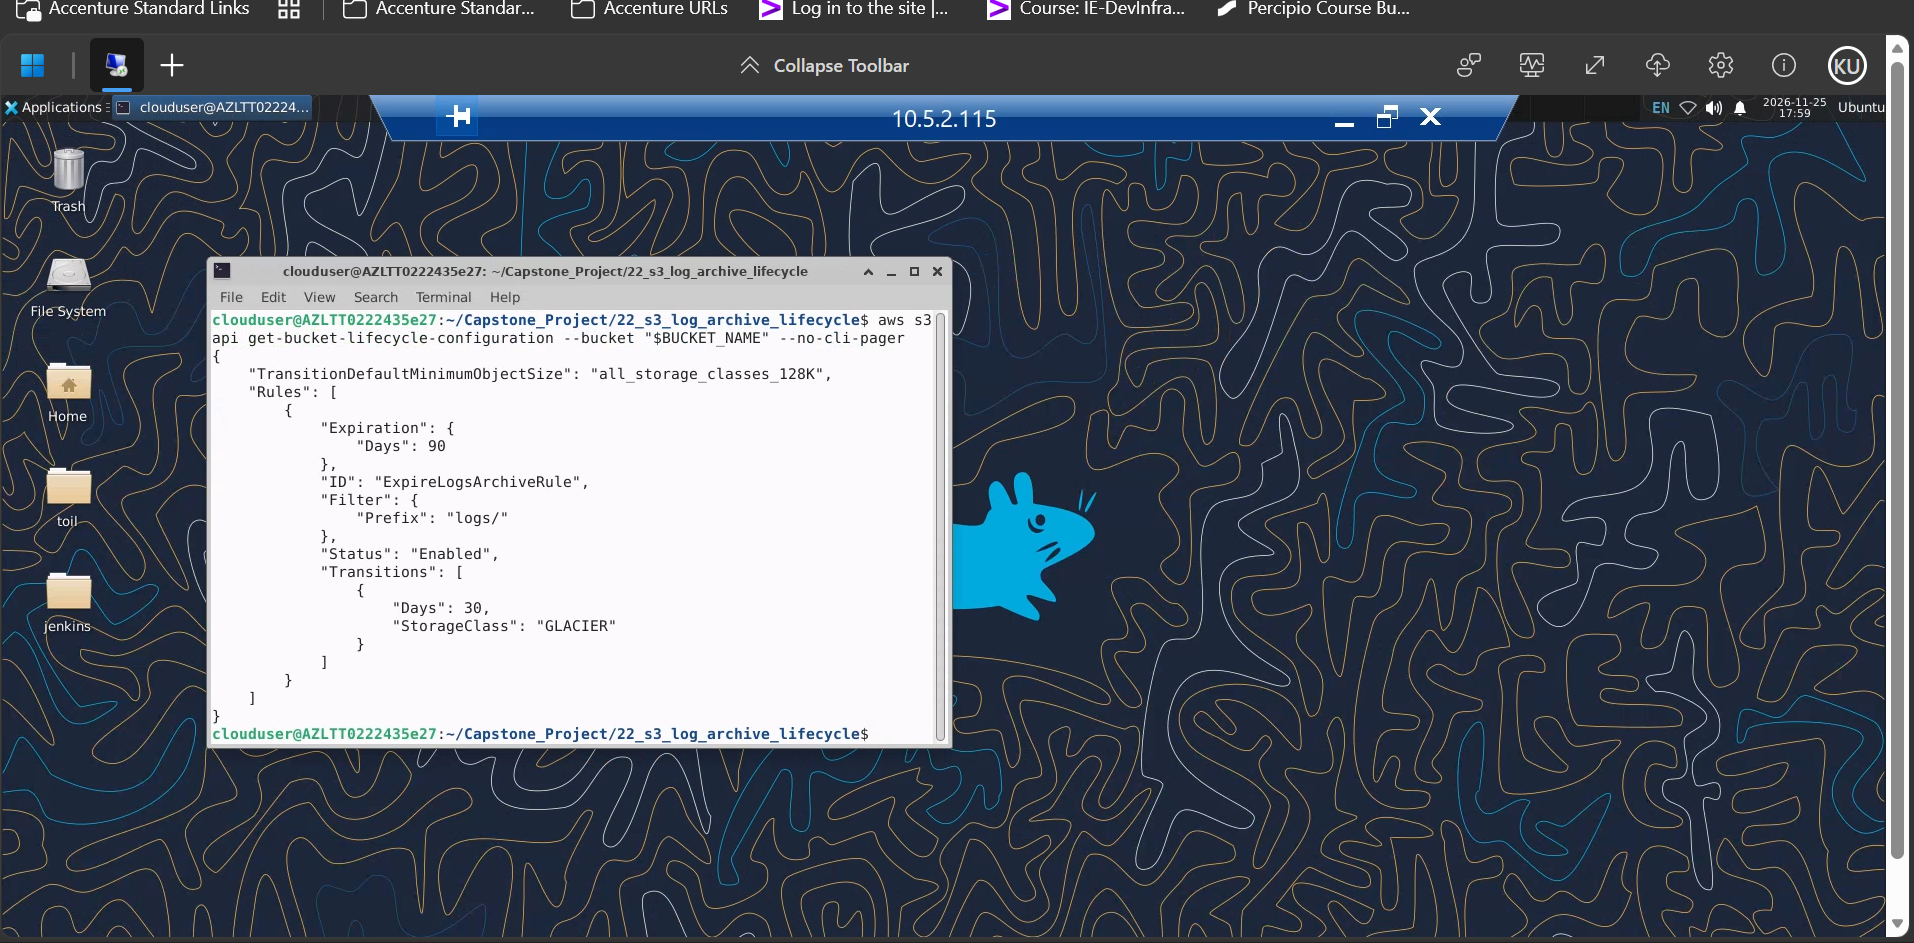 Accenture Standard Links
Accenture Standar...
Accenture URLs
Log in to the site |...
Course: IE-DevInfra...
Percipio Course Bu...
Collapse Toolbar
KU
Applications
clouduser@AZLTT02224...
10.5.2.115
EN
2026-11-25
17:59
Ubuntu
Trash
File System
Home
toil
jenkins
clouduser@AZLTT0222435e27: ~/Capstone_Project/22_s3_log_archive_lifecycle
File Edit View Search Terminal Help
clouduser@AZLTT0222435e27:~/Capstone_Project/22_s3_log_archive_lifecycle$ aws s3
api get-bucket-lifecycle-configuration --bucket "$BUCKET_NAME" --no-cli-pager
{
    "TransitionDefaultMinimumObjectSize": "all_storage_classes_128K",
    "Rules": [
        {
            "Expiration": {
                "Days": 90
            },
            "ID": "ExpireLogsArchiveRule",
            "Filter": {
                "Prefix": "logs/"
            },
            "Status": "Enabled",
            "Transitions": [
                {
                    "Days": 30,
                    "StorageClass": "GLACIER"
                }
            ]
        }
    ]
}
clouduser@AZLTT0222435e27:~/Capstone_Project/22_s3_log_archive_lifecycle$